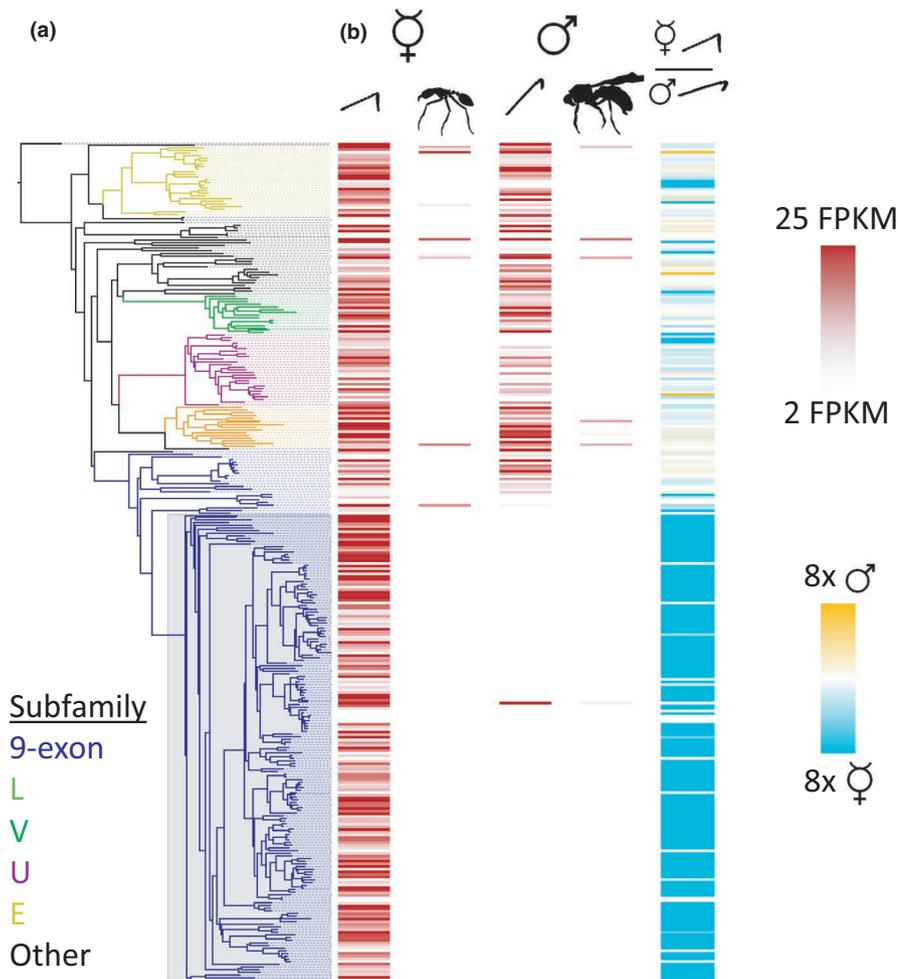 (a)
(b)
25 FPKM
2 FPKM
8x ♂
8x ☿
Subfamily
9-exon
L
V
U
E
Other